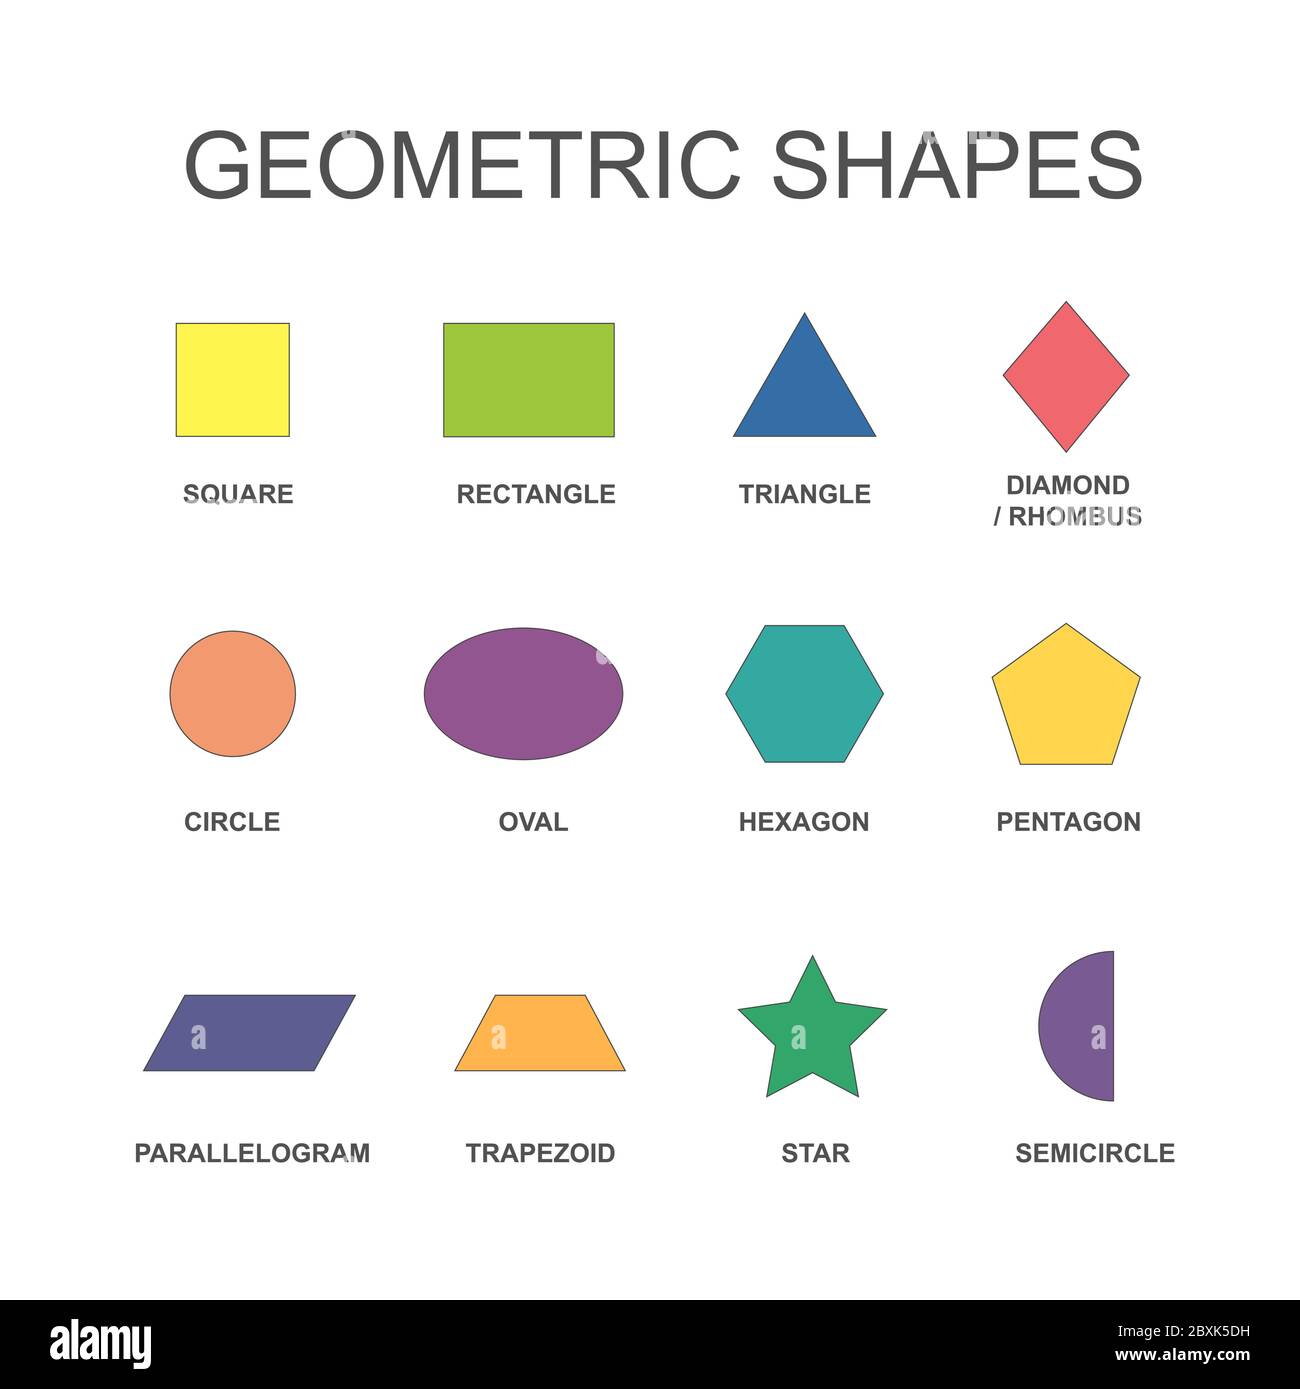 GEOMETRIC SHAPES
SQUARE RECTANGLE TRIANGLE DIAMOND
/ RHOMBUS
CIRCLE OVAL HEXAGON PENTAGON
a a a
PARALLELOGRAM TRAPEZOID STAR SEMICIRCLE
alamy
Image ID: 2BXK5DH
www.alamy.com